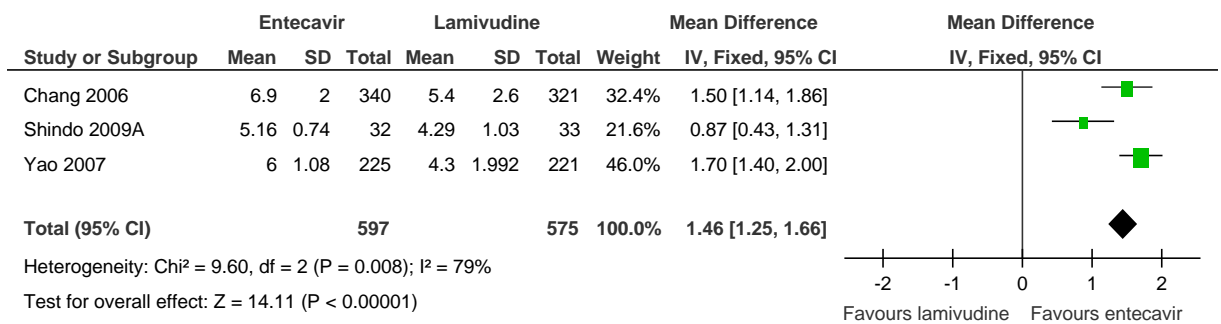 Entecavir Lamivudine Mean Difference Mean Difference
Study or Subgroup Mean SD Total Mean SD Total Weight IV, Fixed, 95% CI IV, Fixed, 95% CI
Chang 2006 6.9 2 340 5.4 2.6 321 32.4% 1.50 [1.14, 1.86]
Shindo 2009A 5.16 0.74 32 4.29 1.03 33 21.6% 0.87 [0.43, 1.31]
Yao 2007 6 1.08 225 4.3 1.992 221 46.0% 1.70 [1.40, 2.00]
Total (95% CI) 597 575 100.0% 1.46 [1.25, 1.66]
Heterogeneity: Chi² = 9.60, df = 2 (P = 0.008); I² = 79%
Test for overall effect: Z = 14.11 (P < 0.00001)
-2 -1 0 1 2
Favours lamivudine Favours entecavir